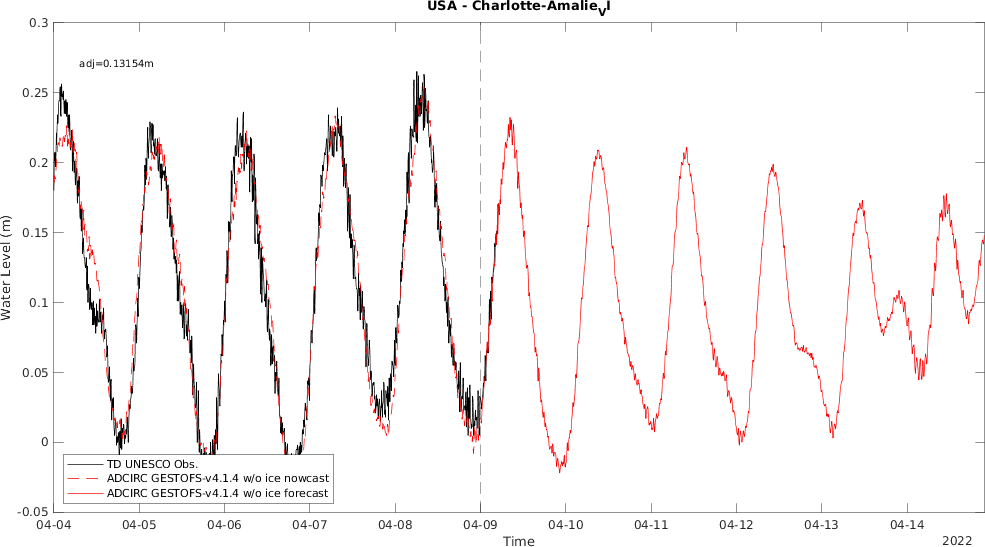 USA - Charlotte-Amalie_VI
0.3
adj=0.13154m
0.25
0.2
0.15
0.1
0.05
0
-0.05
Water Level (m)
TD UNESCO Obs.
ADCIRC GESTOFS-v4.1.4 w/o ice nowcast
ADCIRC GESTOFS-v4.1.4 w/o ice forecast
04-04 04-05 04-06 04-07 04-08 04-09 04-10 04-11 04-12 04-13 04-14
Time
2022